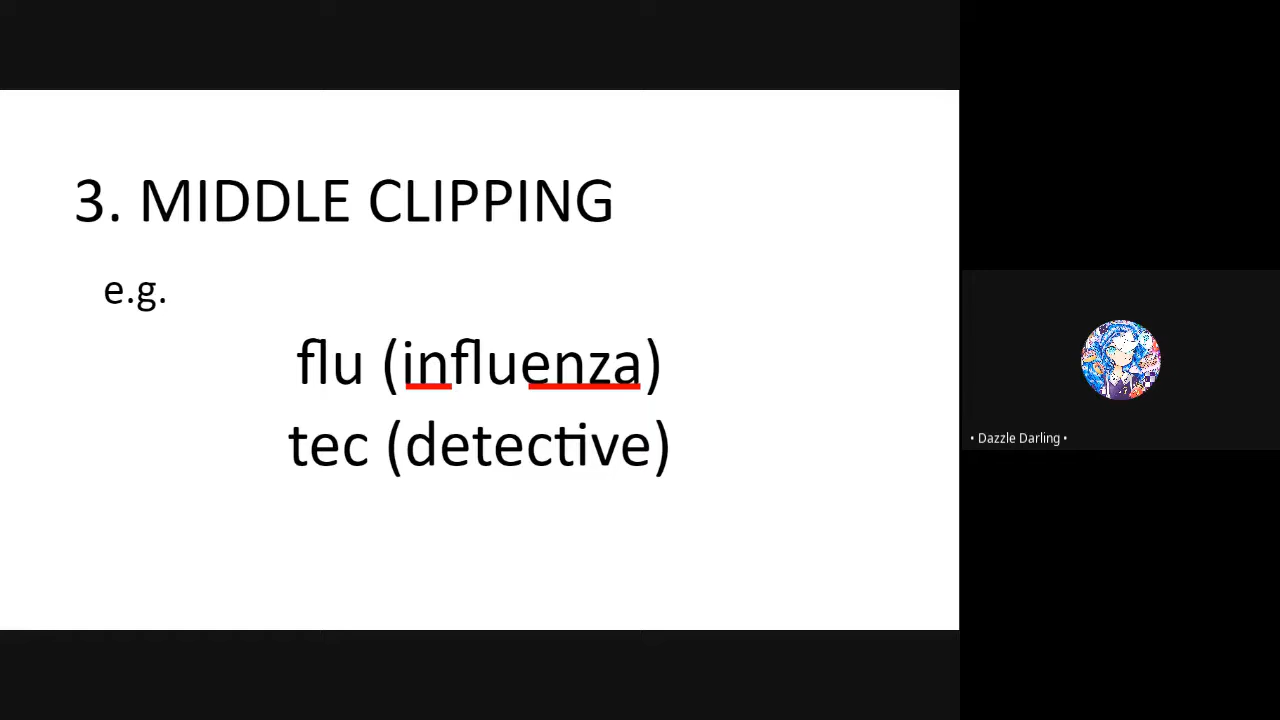 3. MIDDLE CLIPPING
e.g.
flu (influenza)
tec (detective)
• Dazzle Darling •